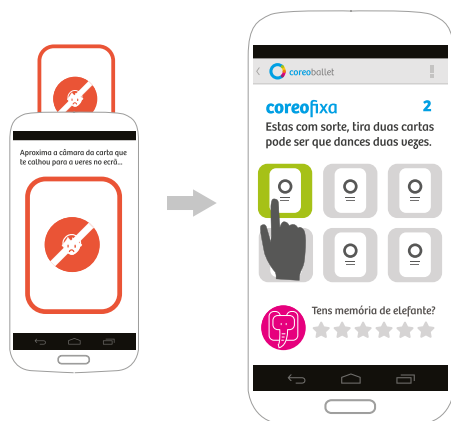 Aproxima a câmara da carta que
te calhou para a veres no ecrã...
coreoballet
coreofixa 2
Estas com sorte, tira duas cartas
pode ser que dances duas vezes.
Tens memória de elefante?